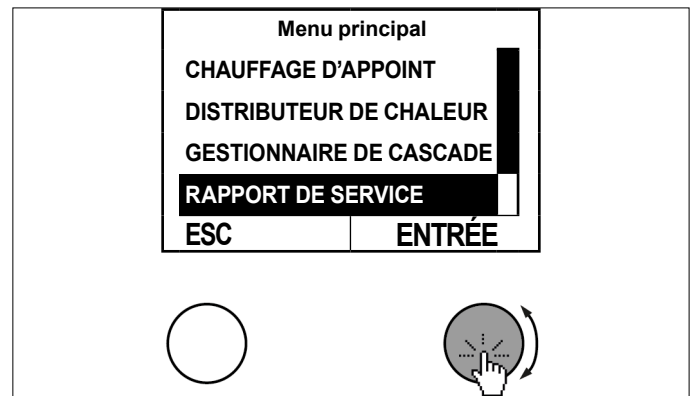 Menu principal
CHAUFFAGE D'APPOINT
DISTRIBUTEUR DE CHALEUR
GESTIONNAIRE DE CASCADE
RAPPORT DE SERVICE
ESC ENTRÉE